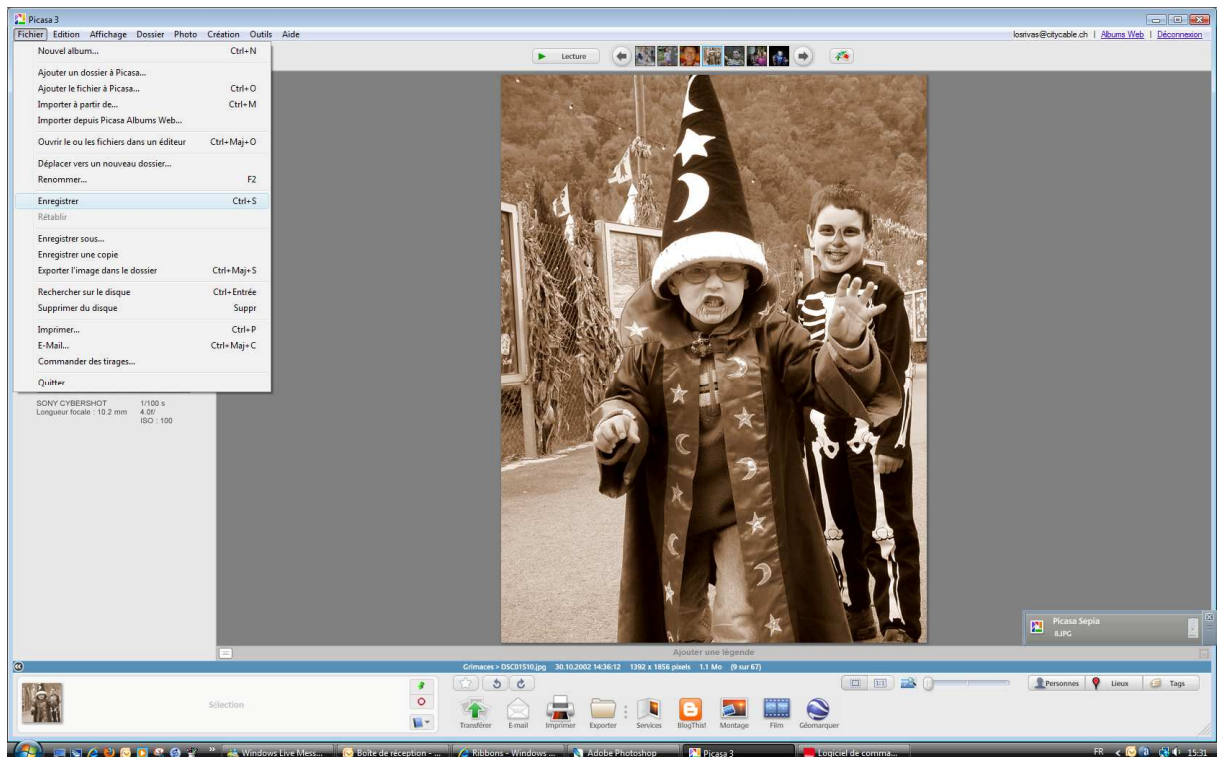 Picasa 3
Fichier Edition Affichage Dossier Photo Création Outils Aide
losrivas@citycable.ch | Albums Web | Déconnexion
Lecture
Nouvel album... Ctrl+N
Ajouter un dossier à Picasa...
Ajouter le fichier à Picasa... Ctrl+O
Importer à partir de... Ctrl+M
Importer depuis Picasa Albums Web...
Ouvrir le ou les fichiers dans un éditeur Ctrl+Maj+O
Déplacer vers un nouveau dossier...
Renommer... F2
Enregistrer Ctrl+S
Rétablir
Enregistrer sous...
Enregistrer une copie
Exporter l'image dans le dossier Ctrl+Maj+S
Rechercher sur le disque Ctrl+Entrée
Supprimer du disque Suppr
Imprimer... Ctrl+P
E-Mail... Ctrl+Maj+C
Commander des tirages...
Quitter
SONY CYBERSHOT 1/100 s
Longueur focale : 10.2 mm 4.0f/
ISO : 100
Picasa Sepia
8.JPG
Ajouter une légende
Grimaces > DSC01510.jpg 30.10.2002 14:36:12 1392 x 1856 pixels 1.1 Mo (9 sur 67)
Sélection
1:1
Personnes Lieux Tags
Transférer E-mail Imprimer Exporter Services BlogThis! Montage Film Géomarquer
Windows Live Mess... Boîte de réception - ... Ribbons - Windows ... Adobe Photoshop Picasa 3 Logiciel de comma... FR 15:31